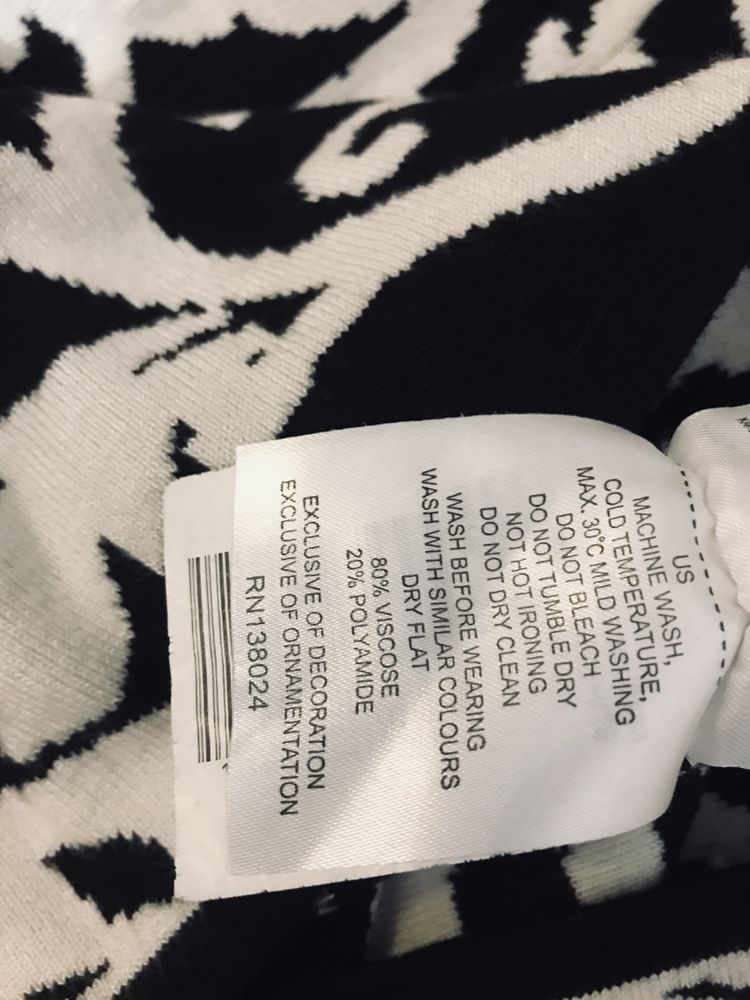 US
MACHINE WASH,
COLD TEMPERATURE,
MAX. 30°C MILD WASHING
DO NOT BLEACH
DO NOT TUMBLE DRY
NOT HOT IRONING
DO NOT DRY CLEAN
WASH BEFORE WEARING
WASH WITH SIMILAR COLOURS
DRY FLAT
80% VISCOSE
20% POLYAMIDE
EXCLUSIVE OF DECORATION
EXCLUSIVE OF ORNAMENTATION
RN138024